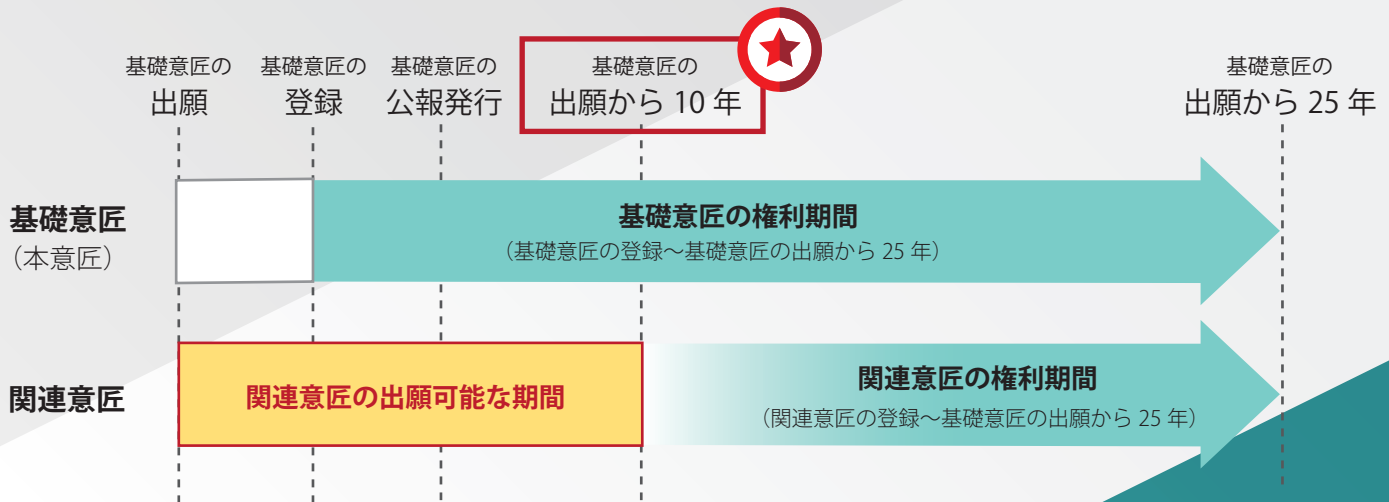 基礎意匠の
出願
基礎意匠の
登録
基礎意匠の
公報発行
基礎意匠の
出願から 10 年
基礎意匠の
出願から 25 年
基礎意匠
（本意匠）
基礎意匠の権利期間
（基礎意匠の登録～基礎意匠の出願から 25 年）
関連意匠
関連意匠の出願可能な期間
関連意匠の権利期間
（関連意匠の登録～基礎意匠の出願から 25 年）